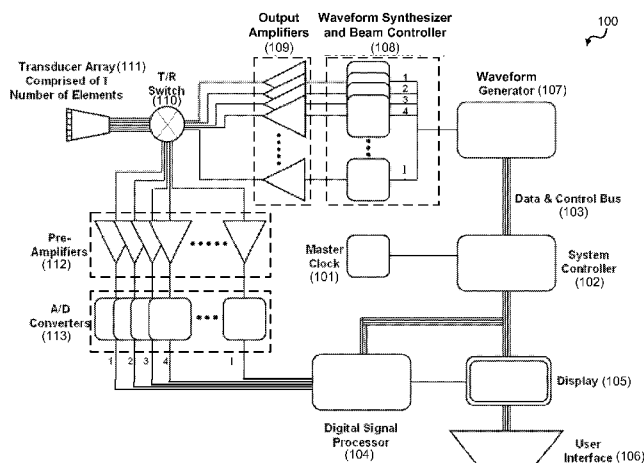 100
Output
Amplifiers
(109)
Waveform Synthesizer
and Beam Controller
(108)
Transducer Array (111)
Comprised of I
Number of Elements
T/R
Switch
(110)
1
2
3
4
I
Waveform
Generator (107)
Data & Control Bus
(103)
Pre-
Amplifiers
(112)
Master
Clock
(101)
System
Controller
(102)
A/D
Converters
(113)
1 2 3 4 I
Display (105)
Digital Signal
Processor
(104)
User
Interface (106)